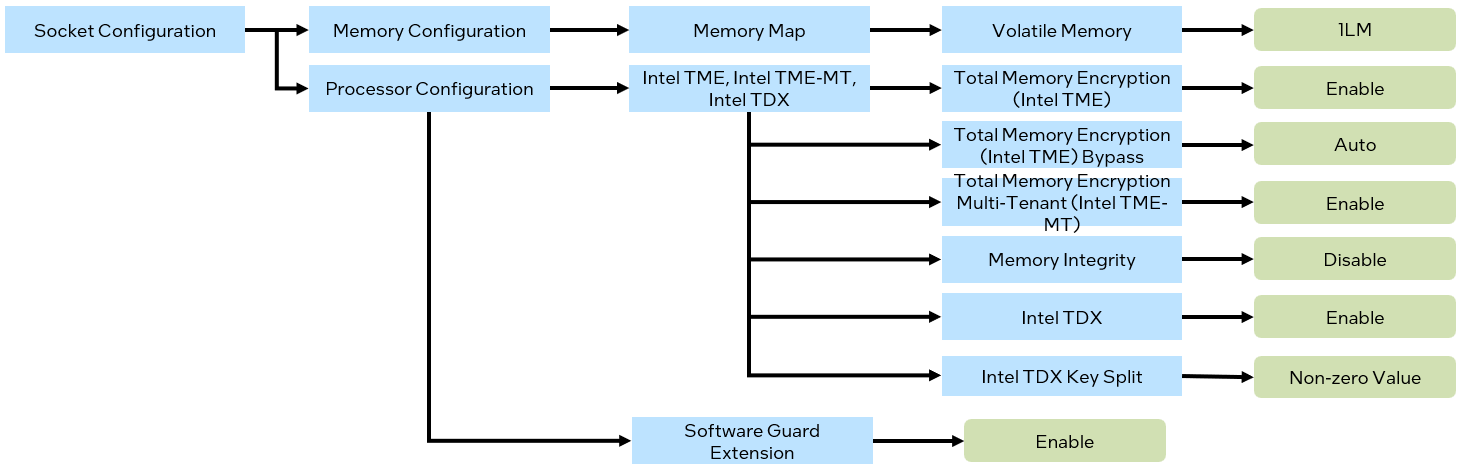 Socket Configuration
Memory Configuration
Memory Map
Volatile Memory
1LM
Processor Configuration
Intel TME, Intel TME-MT,
Intel TDX
Total Memory Encryption
(Intel TME)
Enable
Total Memory Encryption
(Intel TME) Bypass
Auto
Total Memory Encryption
Multi-Tenant (Intel TME-
MT)
Enable
Memory Integrity
Disable
Intel TDX
Enable
Intel TDX Key Split
Non-zero Value
Software Guard
Extension
Enable